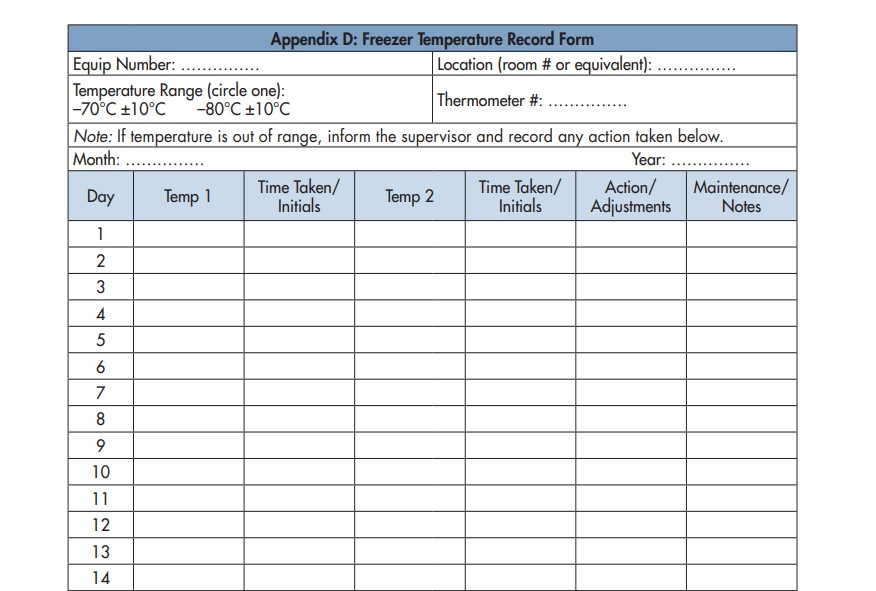 Appendix D: Freezer Temperature Record Form
Equip Number: ............... Location (room # or equivalent): ...............
Temperature Range (circle one):
–70°C ±10°C –80°C ±10°C
Thermometer #: ...............
Note: If temperature is out of range, inform the supervisor and record any action taken below.
Month: ............... Year: ...............
Day Temp 1 Time Taken/ Initials Temp 2 Time Taken/ Initials Action/ Adjustments Maintenance/ Notes
1
2
3
4
5
6
7
8
9
10
11
12
13
14